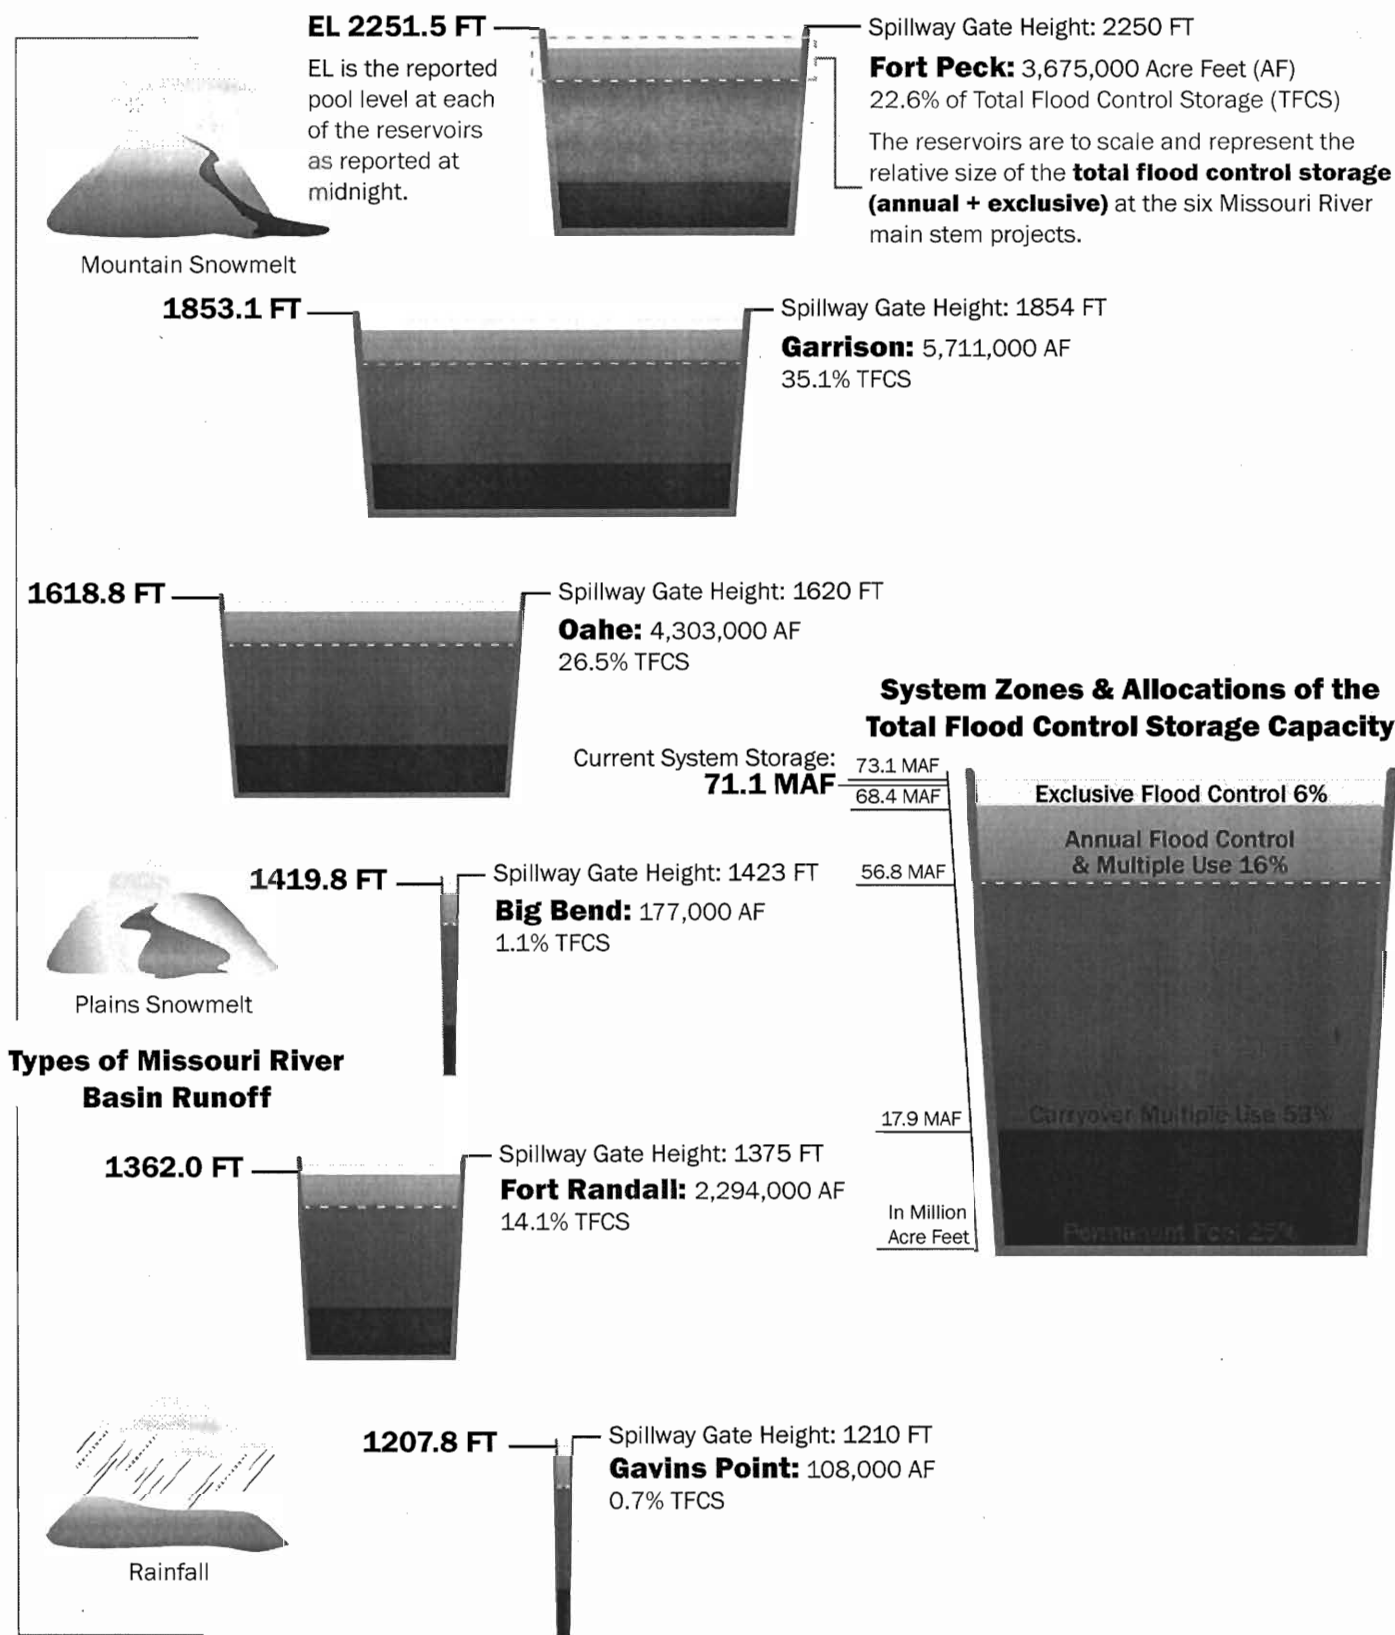 EL 2251.5 FT
EL is the reported
pool level at each
of the reservoirs
as reported at
midnight.
Spillway Gate Height: 2250 FT
Fort Peck: 3,675,000 Acre Feet (AF)
22.6% of Total Flood Control Storage (TFCS)
The reservoirs are to scale and represent the
relative size of the total flood control storage
(annual + exclusive) at the six Missouri River
main stem projects.
Mountain Snowmelt
1853.1 FT
Spillway Gate Height: 1854 FT
Garrison: 5,711,000 AF
35.1% TFCS
1618.8 FT
Spillway Gate Height: 1620 FT
Oahe: 4,303,000 AF
26.5% TFCS
System Zones & Allocations of the
Total Flood Control Storage Capacity
Current System Storage:
71.1 MAF
73.1 MAF
68.4 MAF
56.8 MAF
17.9 MAF
In Million
Acre Feet
Exclusive Flood Control 6%
Annual Flood Control
& Multiple Use 16%
Carryover Multiple Use 53%
Permanent Pool 25%
1419.8 FT
Spillway Gate Height: 1423 FT
Big Bend: 177,000 AF
1.1% TFCS
Plains Snowmelt
Types of Missouri River
Basin Runoff
1362.0 FT
Spillway Gate Height: 1375 FT
Fort Randall: 2,294,000 AF
14.1% TFCS
1207.8 FT
Spillway Gate Height: 1210 FT
Gavins Point: 108,000 AF
0.7% TFCS
Rainfall